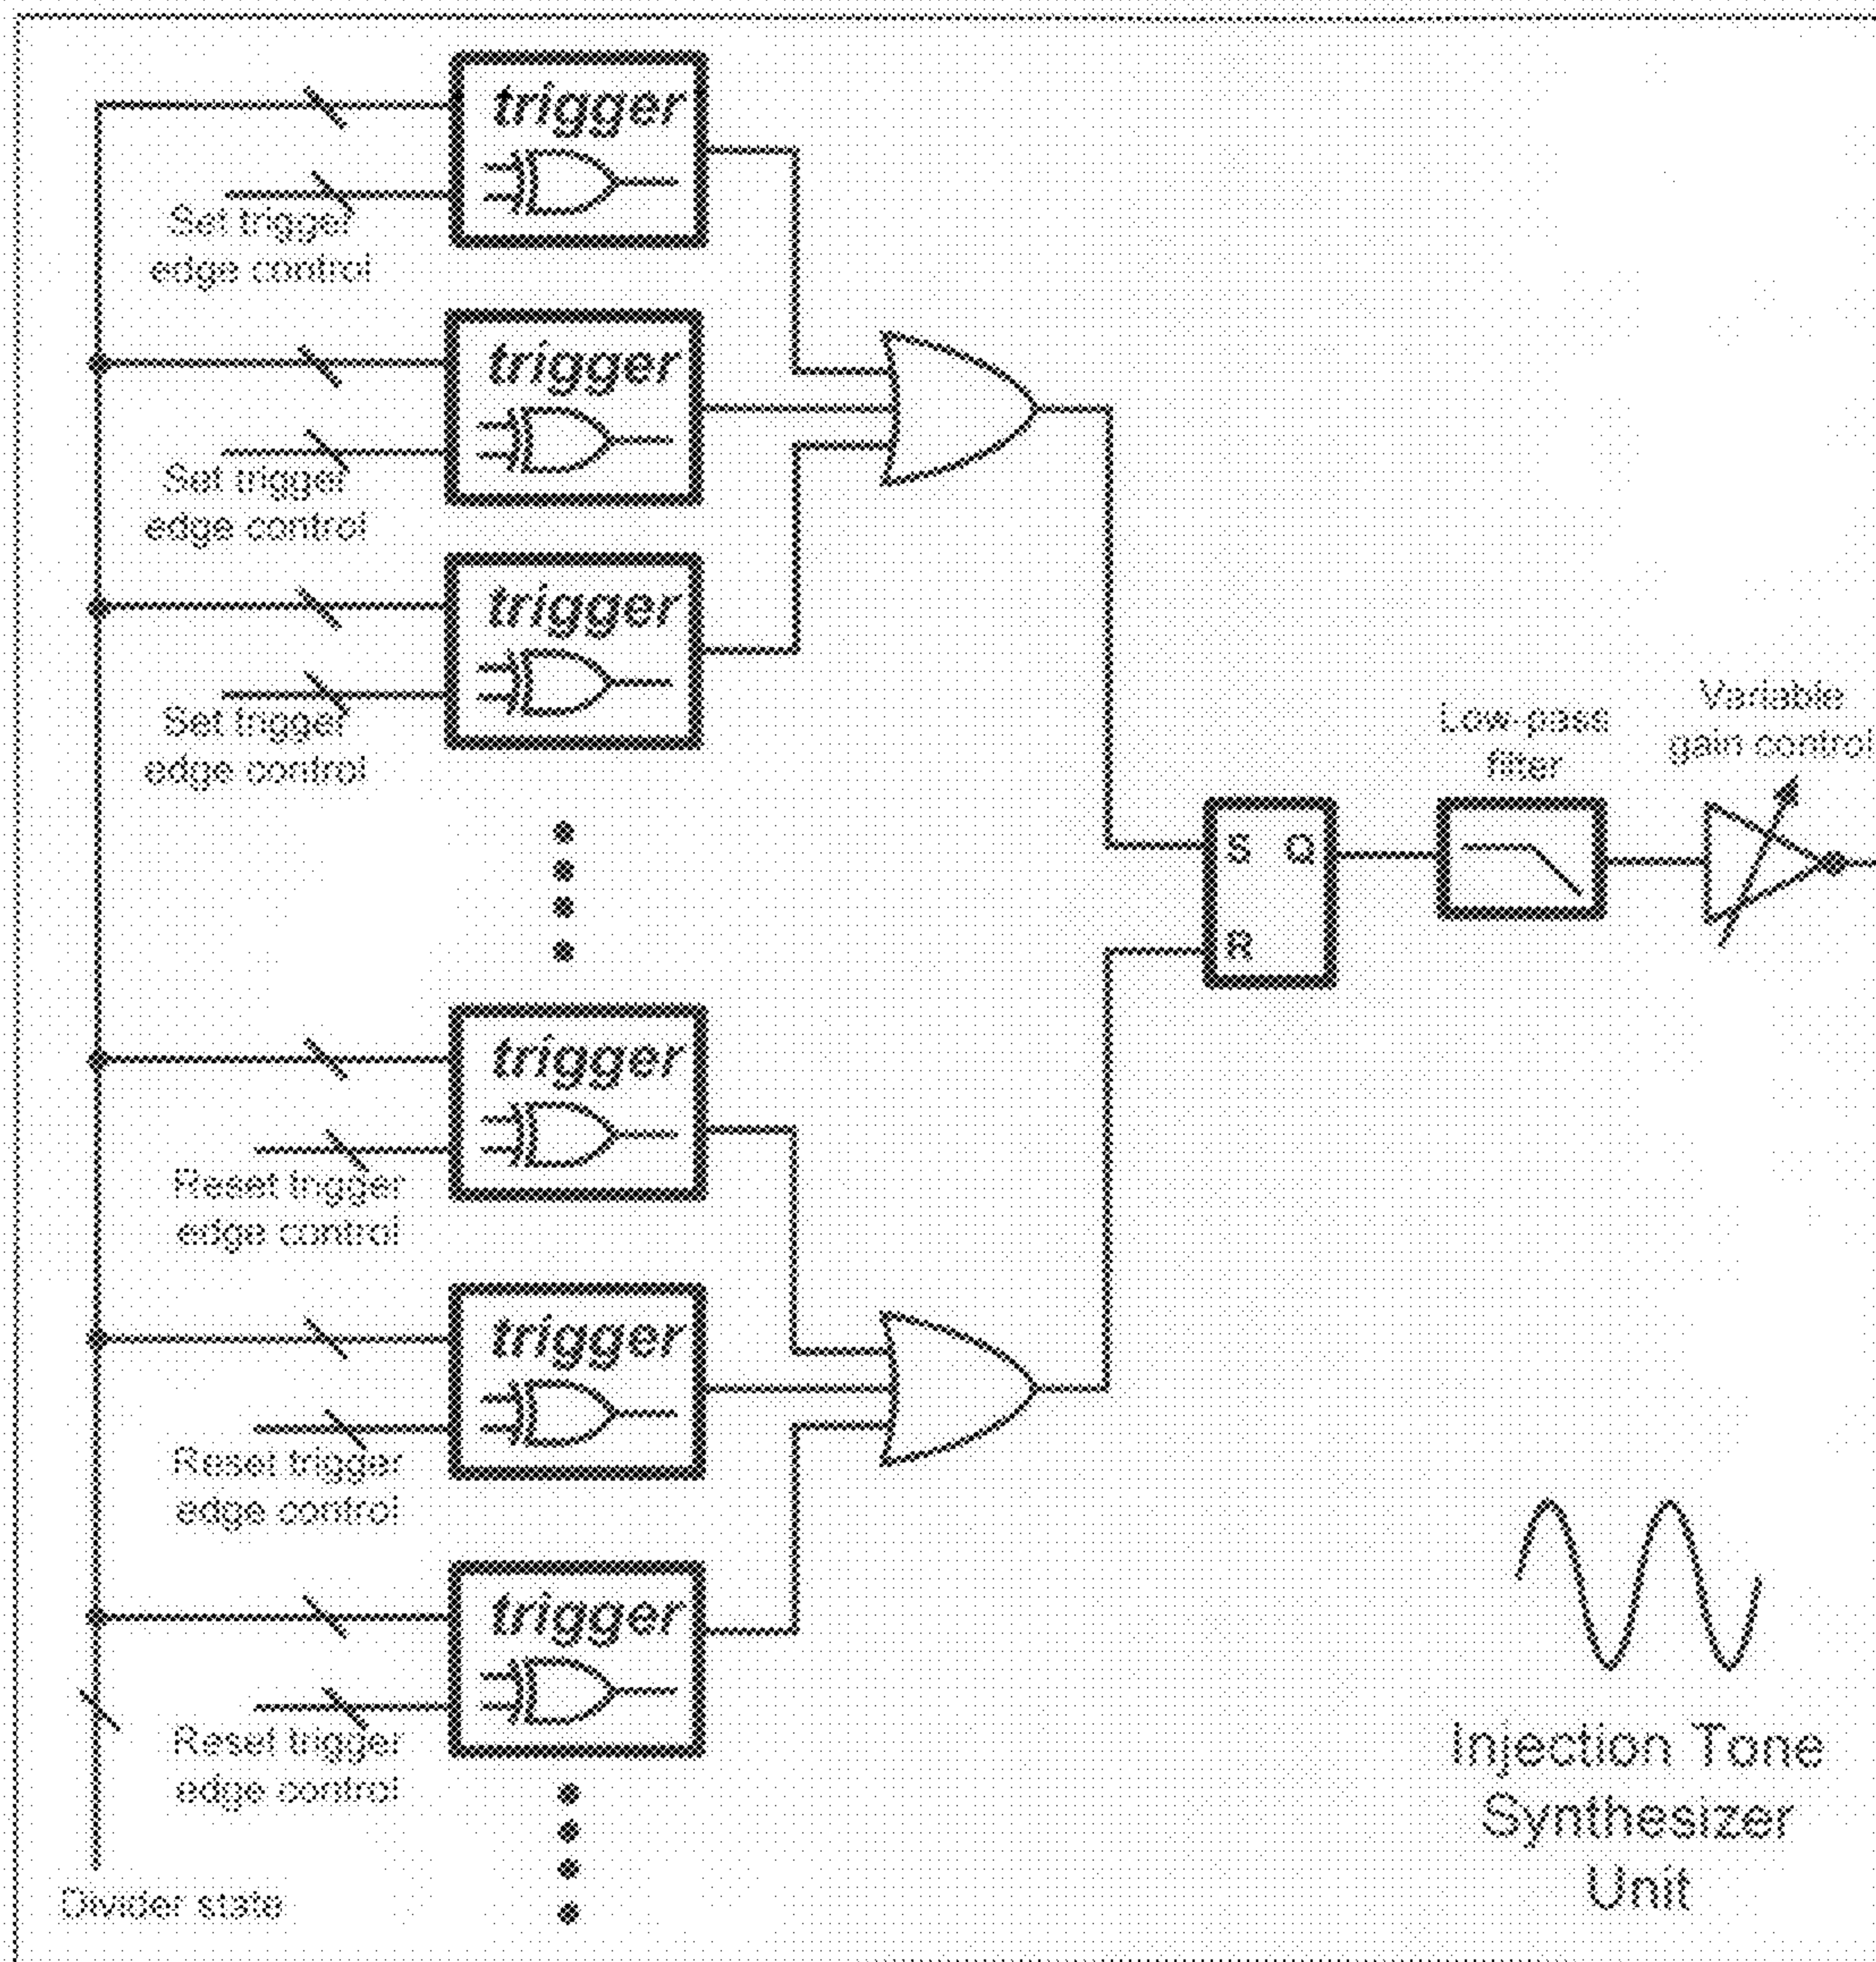 trigger
Set trigger
edge control
trigger
Set trigger
edge control
trigger
Set trigger
edge control
Low-pass
filter
Variable
gain control
S Q
R
trigger
Reset trigger
edge control
trigger
Reset trigger
edge control
trigger
Reset trigger
edge control
Divider state
Injection Tone
Synthesizer
Unit